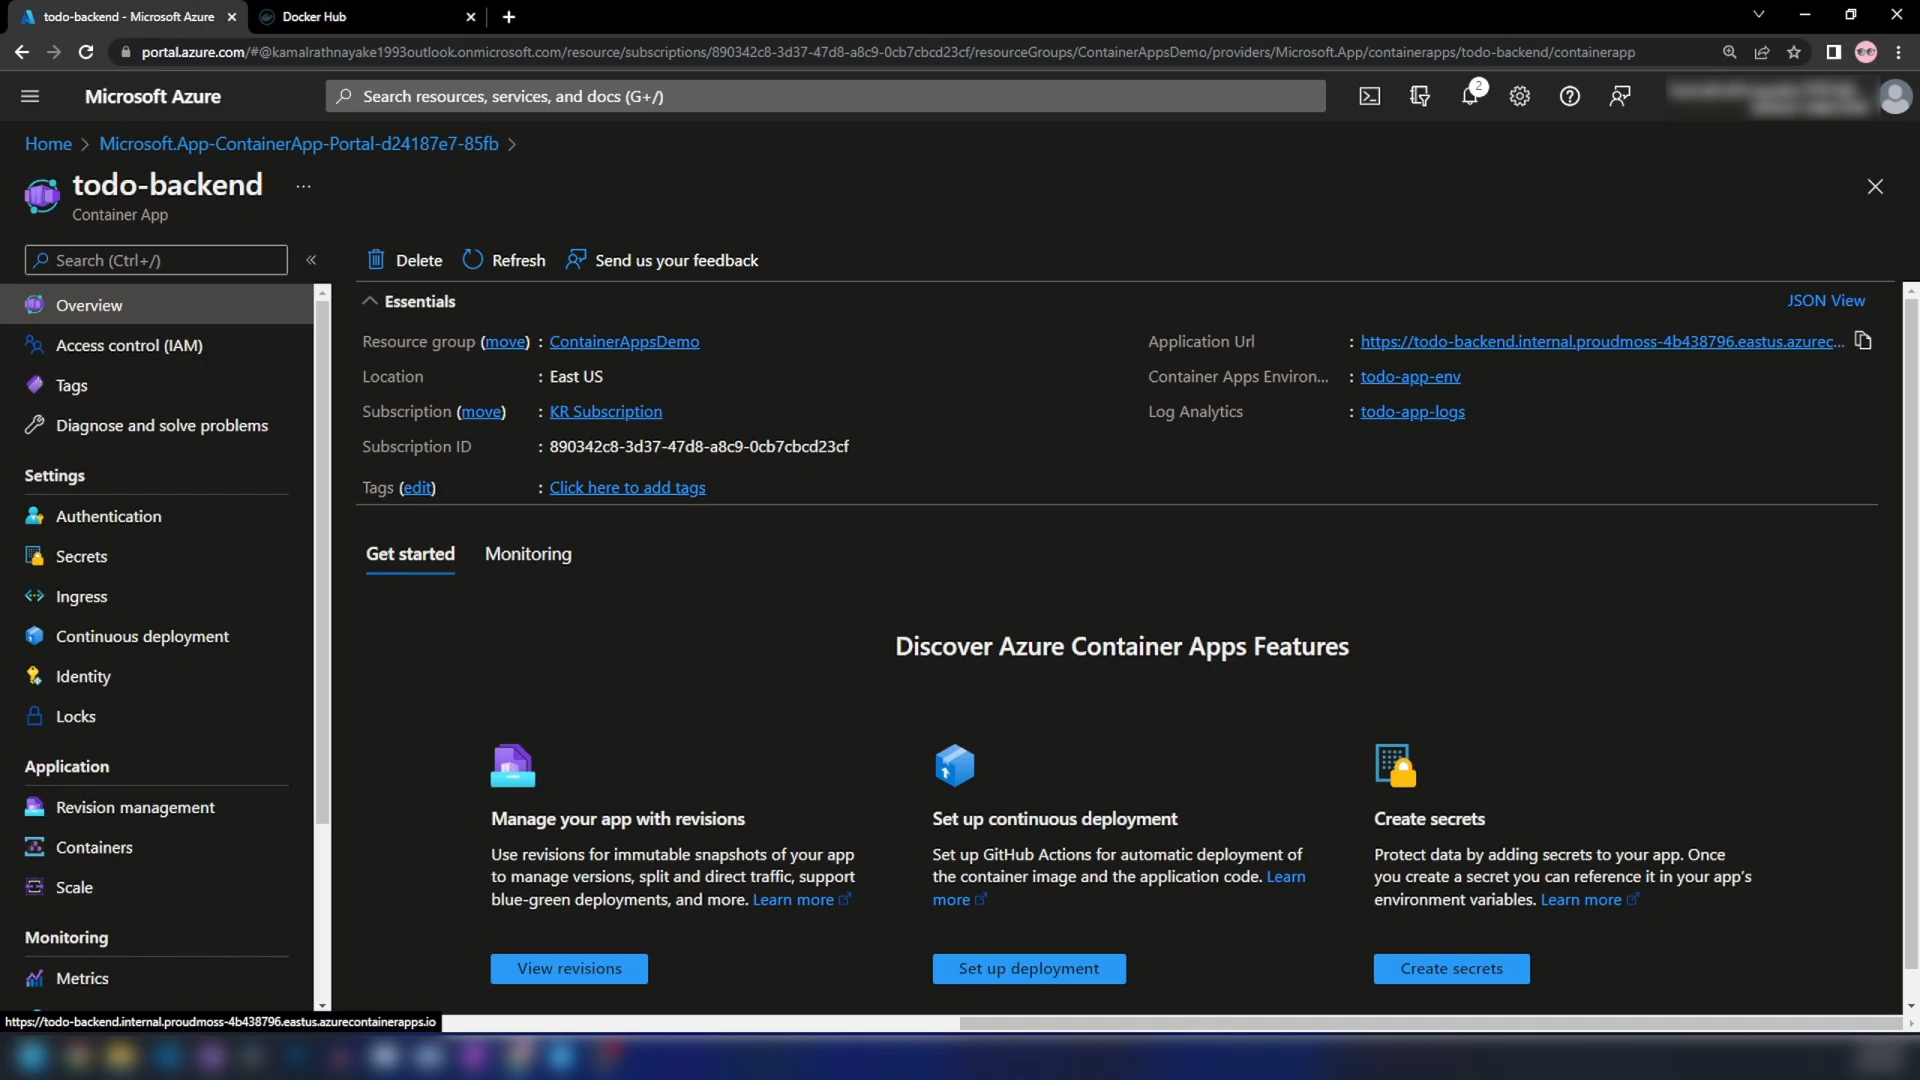 todo-backend - Microsoft Azure
Docker Hub
portal.azure.com/#@kamalrathnayake1993outlook.onmicrosoft.com/resource/subscriptions/890342c8-3d37-47d8-a8c9-0cb7cbcd23cf/resourceGroups/ContainerAppsDemo/providers/Microsoft.App/containerapps/todo-backend/containerapp
Microsoft Azure
Search resources, services, and docs (G+/)
2
Home > Microsoft.App-ContainerApp-Portal-d24187e7-85fb >
todo-backend ...
Container App
Search (Ctrl+/)
«
Delete
Refresh
Send us your feedback
Overview
Access control (IAM)
Tags
Diagnose and solve problems
Settings
Authentication
Secrets
Ingress
Continuous deployment
Identity
Locks
Application
Revision management
Containers
Scale
Monitoring
Metrics
Essentials
JSON View
Resource group (move) : ContainerAppsDemo
Location : East US
Subscription (move) : KR Subscription
Subscription ID : 890342c8-3d37-47d8-a8c9-0cb7cbcd23cf
Tags (edit) : Click here to add tags
Application Url : https://todo-backend.internal.proudmoss-4b438796.eastus.azurec...
Container Apps Environ... : todo-app-env
Log Analytics : todo-app-logs
Get started
Monitoring
Discover Azure Container Apps Features
Manage your app with revisions
Use revisions for immutable snapshots of your app
to manage versions, split and direct traffic, support
blue-green deployments, and more. Learn more
View revisions
Set up continuous deployment
Set up GitHub Actions for automatic deployment of
the container image and the application code. Learn
more
Set up deployment
Create secrets
Protect data by adding secrets to your app. Once
you create a secret you can reference it in your app's
environment variables. Learn more
Create secrets
https://todo-backend.internal.proudmoss-4b438796.eastus.azurecontainerapps.io